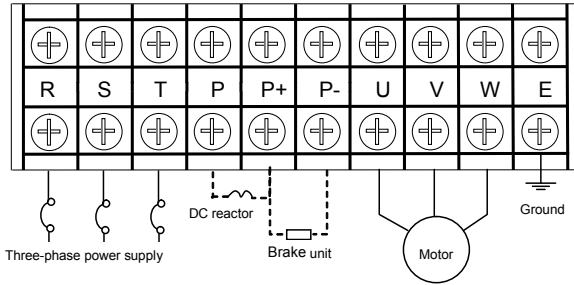 R S T P P+ P- U V W E
DC reactor
Ground
Three-phase power supply
Brake unit
Motor